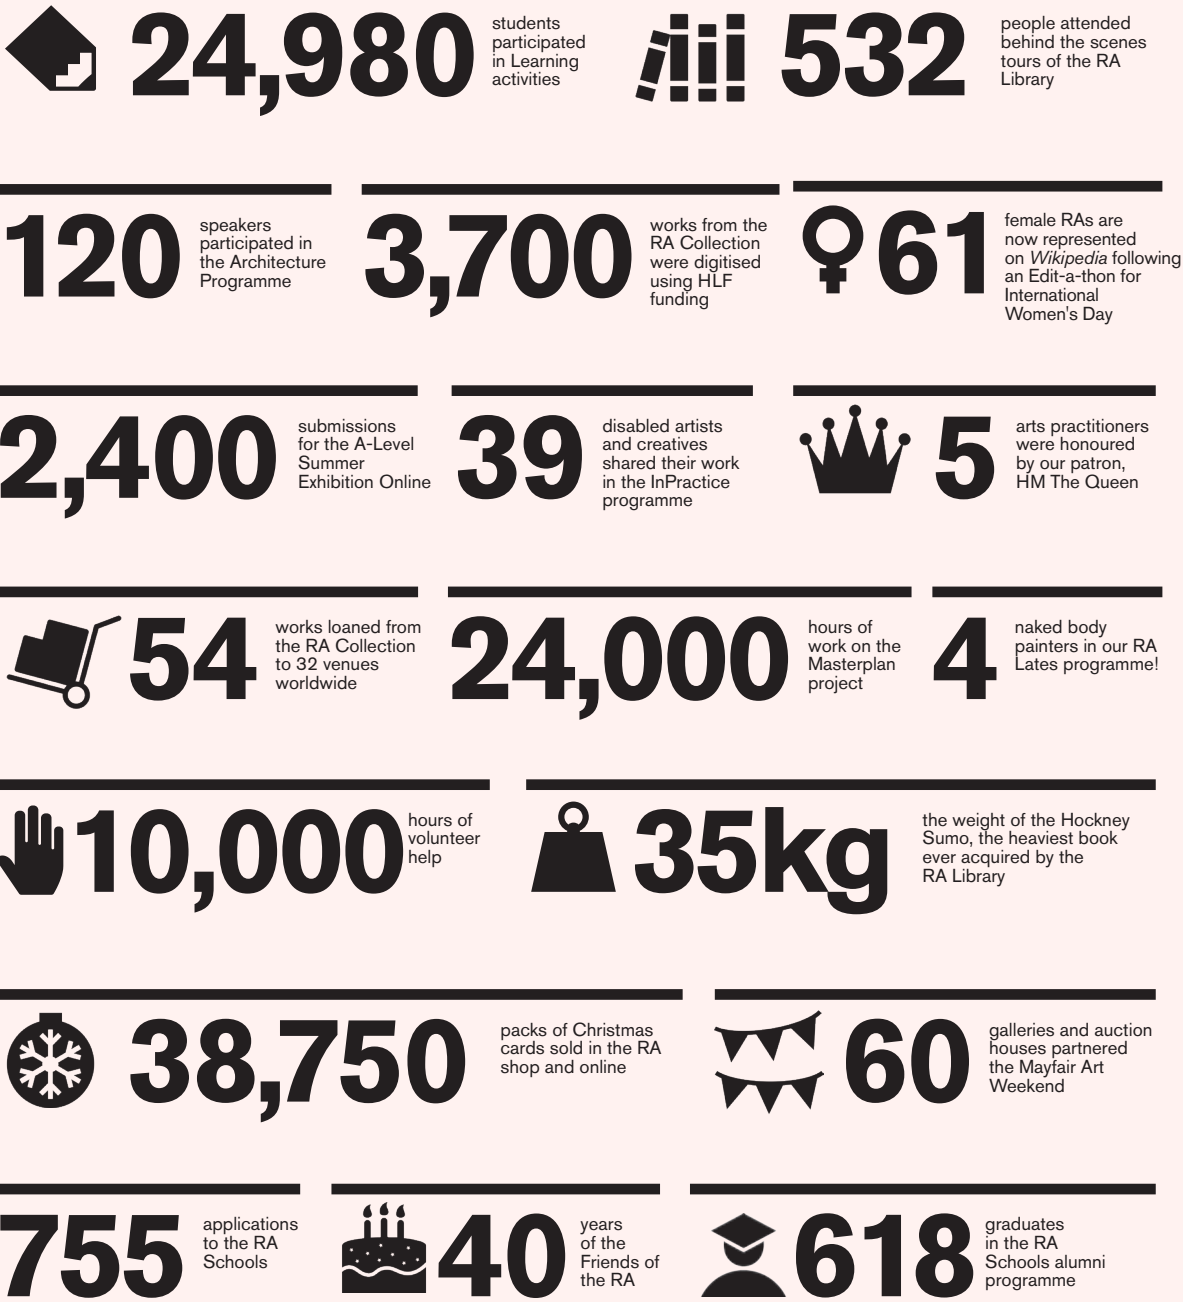 24,980
students
participated
in Learning
activities
532
people attended
behind the scenes
tours of the RA
Library
120
speakers
participated in
the Architecture
Programme
3,700
works from the
RA Collection
were digitised
using HLF
funding
61
female RAs are
now represented
on Wikipedia following
an Edit-a-thon for
International
Women's Day
2,400
submissions
for the A-Level
Summer
Exhibition Online
39
disabled artists
and creatives
shared their work
in the InPractice
programme
5
arts practitioners
were honoured
by our patron,
HM The Queen
54
works loaned from
the RA Collection
to 32 venues
worldwide
24,000
hours of
work on the
Masterplan
project
4
naked body
painters in our RA
Lates programme!
10,000
hours of
volunteer
help
35kg
the weight of the Hockney
Sumo, the heaviest book
ever acquired by the
RA Library
38,750
packs of Christmas
cards sold in the RA
shop and online
60
galleries and auction
houses partnered
the Mayfair Art
Weekend
755
applications
to the RA
Schools
40
years
of the
Friends of
the RA
618
graduates
in the RA
Schools alumni
programme